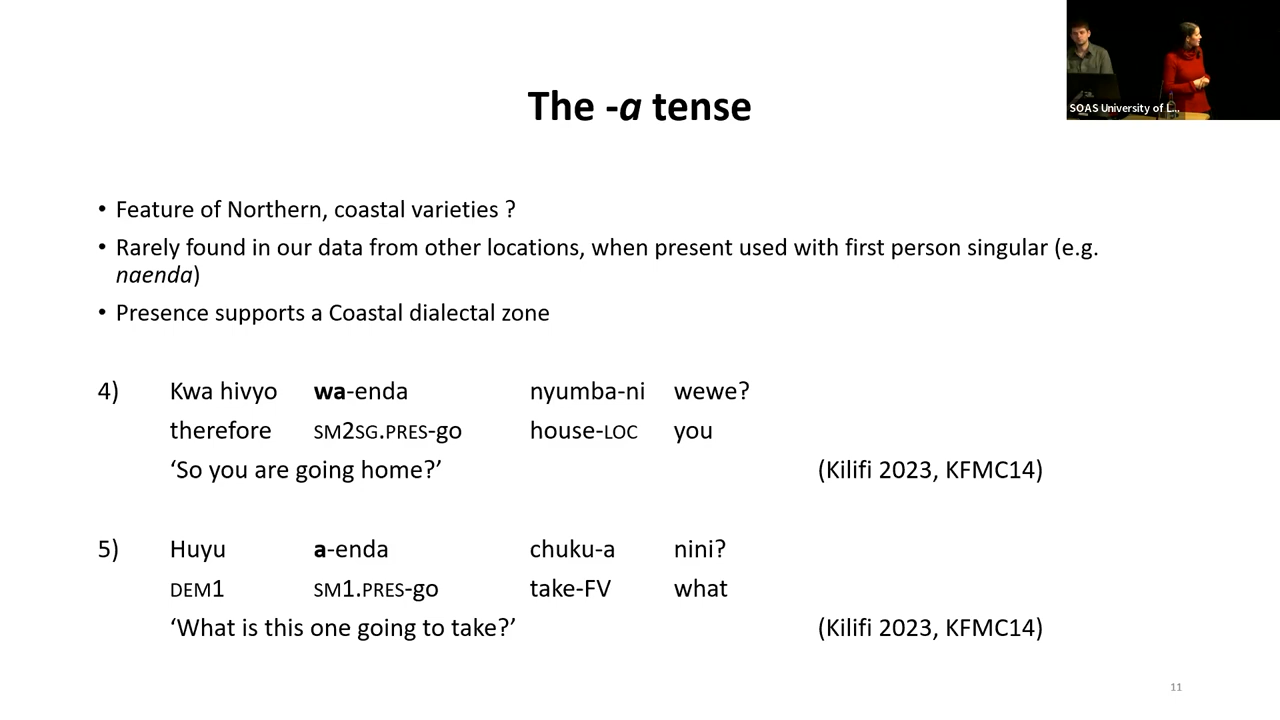 SOAS University of L...
The -a tense
• Feature of Northern, coastal varieties ?
• Rarely found in our data from other locations, when present used with first person singular (e.g.
naenda)
• Presence supports a Coastal dialectal zone
4) Kwa hivyo wa-enda nyumba-ni wewe?
therefore SM2SG.PRES-go house-LOC you
‘So you are going home?’ (Kilifi 2023, KFMC14)
5) Huyu a-enda chuku-a nini?
DEM1 SM1.PRES-go take-FV what
‘What is this one going to take?’ (Kilifi 2023, KFMC14)
11